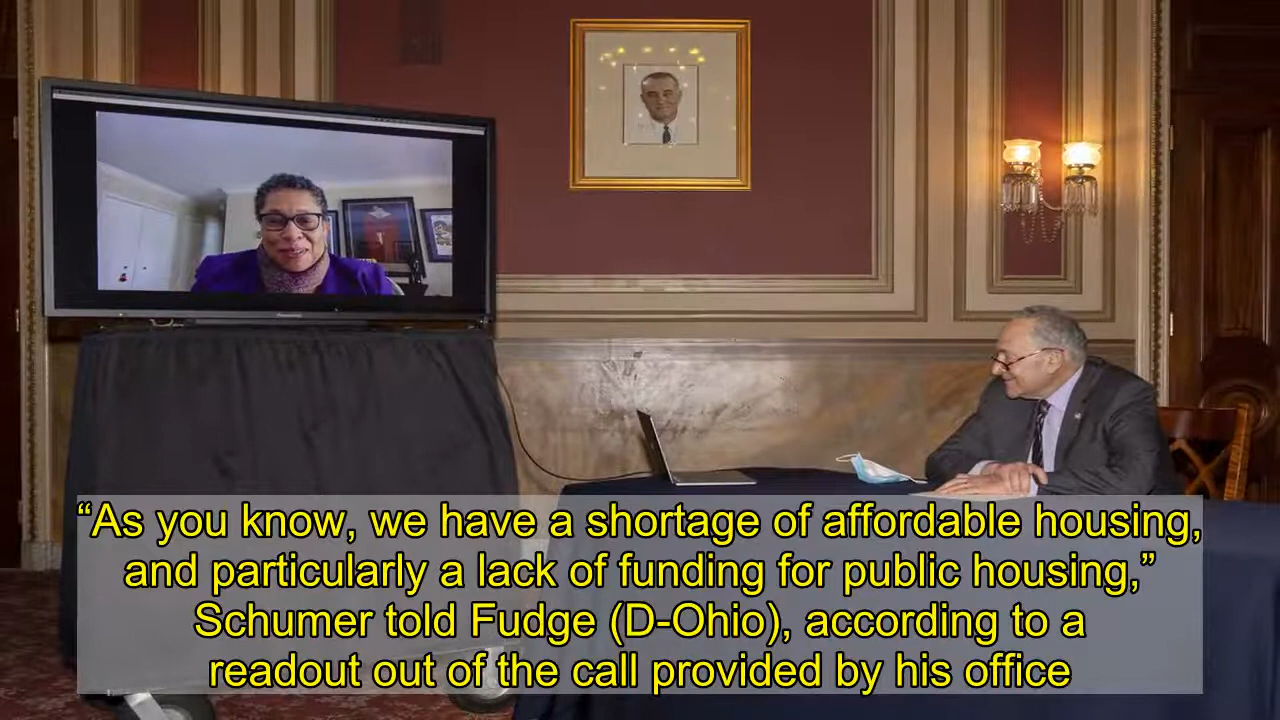 “As you know, we have a shortage of affordable housing,
and particularly a lack of funding for public housing,”
Schumer told Fudge (D-Ohio), according to a
readout out of the call provided by his office